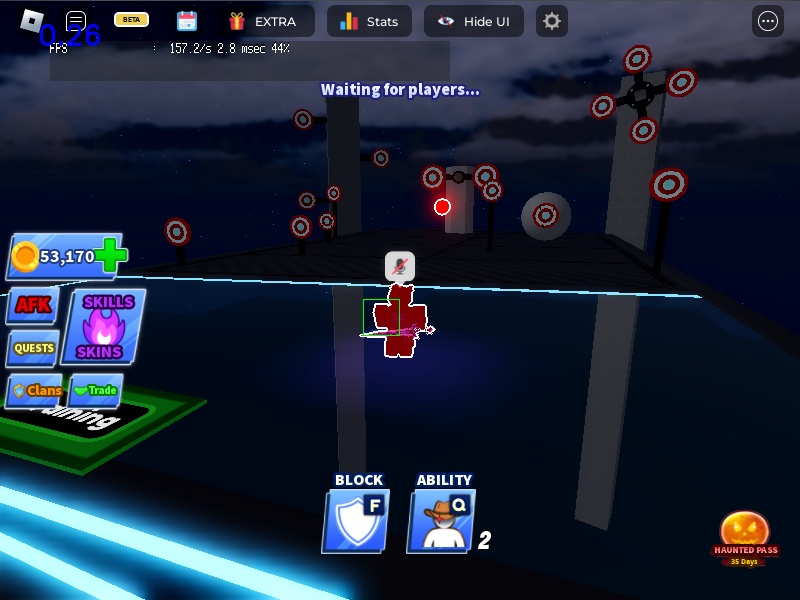 BETA
EXTRA
Stats
Hide UI
0.26
FPS : 157.2/s 2.8 msec 44%
Waiting for players...
53,170
AFK
SKILLS
SKINS
QUESTS
Clans
Trade
Training
BLOCK
ABILITY
F
Q
2
HAUNTED PASS
35 Days